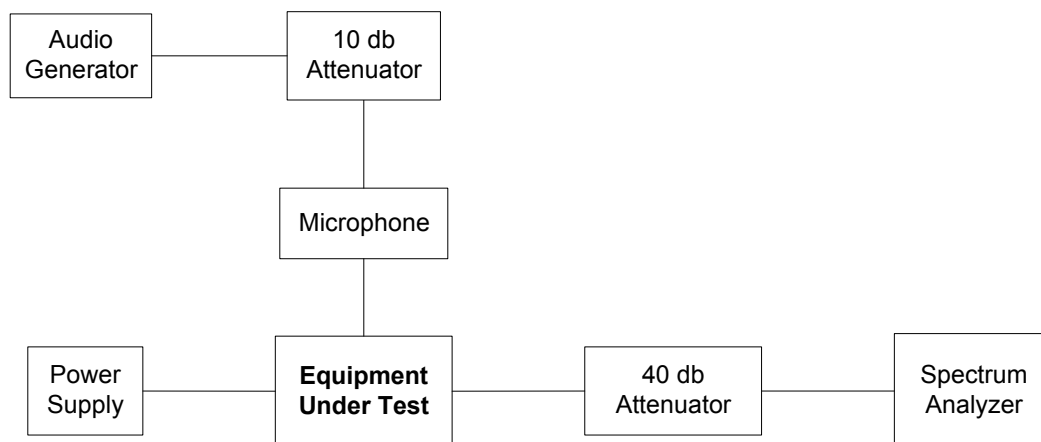 Audio
Generator
10 db
Attenuator
Microphone
Power
Supply
Equipment
Under Test
40 db
Attenuator
Spectrum
Analyzer